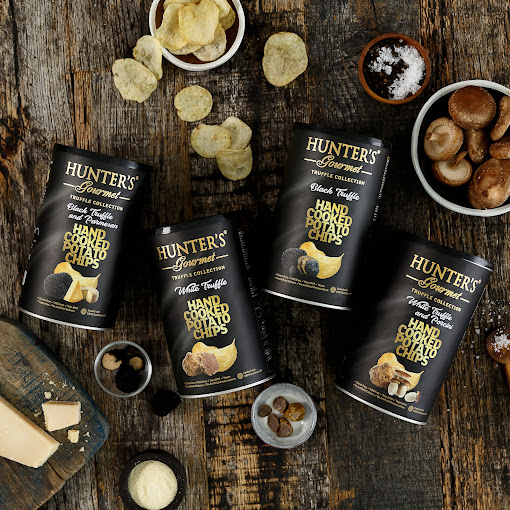 HUNTER'S®
Gourmet
TRUFFLE COLLECTION
Black Truffle
and Parmesan
HAND
COOKED
POTATO
CHIPS
HUNTER'S®
Gourmet
TRUFFLE COLLECTION
White Truffle
HAND
COOKED
POTATO
CHIPS
HUNTER'S®
Gourmet
TRUFFLE COLLECTION
Black Truffle
HAND
COOKED
POTATO
CHIPS
HUNTER'S®
Gourmet
TRUFFLE COLLECTION
White Truffle
and Porcini
HAND
COOKED
POTATO
CHIPS